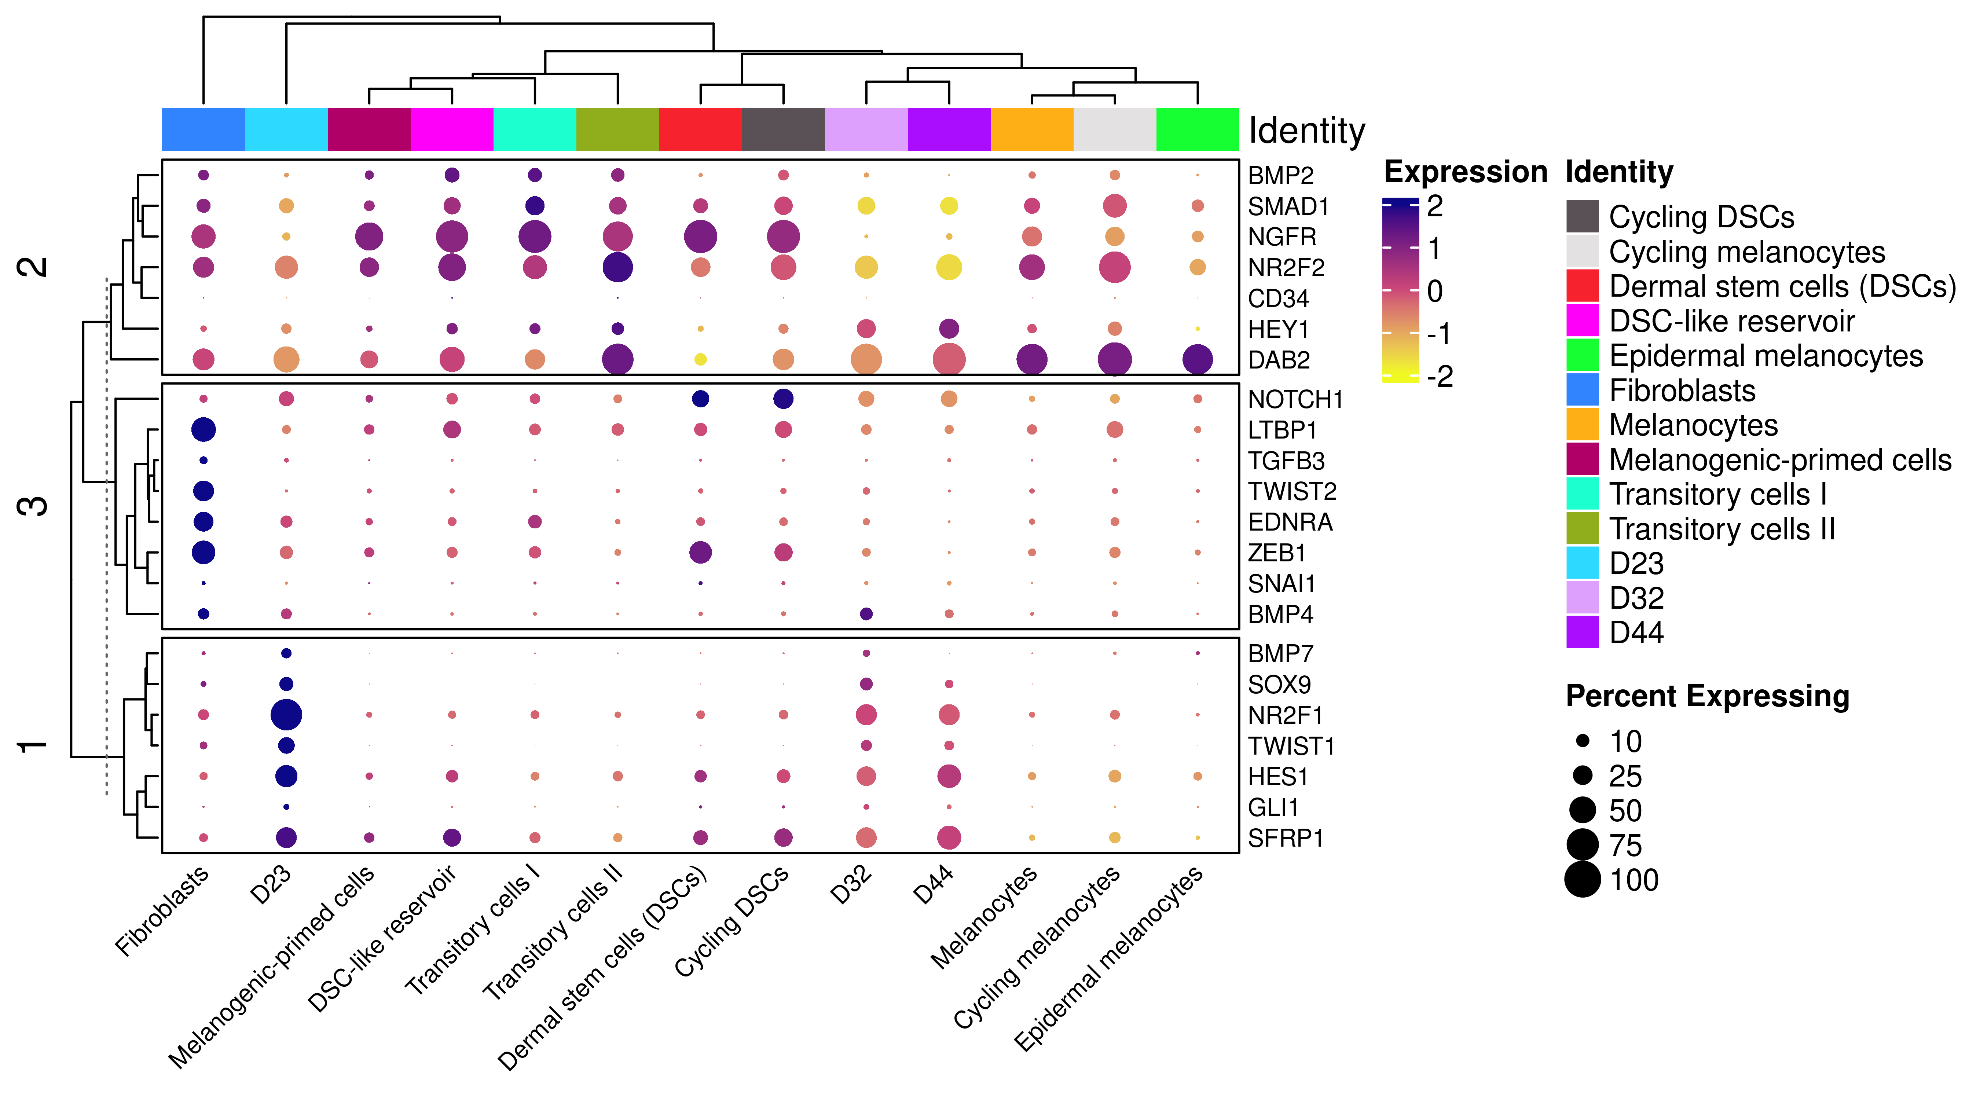 Identity
2
BMP2
SMAD1
NGFR
NR2F2
CD34
HEY1
DAB2
3
NOTCH1
LTBP1
TGFB3
TWIST2
EDNRA
ZEB1
SNAI1
BMP4
1
BMP7
SOX9
NR2F1
TWIST1
HES1
GLI1
SFRP1
Fibroblasts
D23
Melanogenic-primed cells
DSC-like reservoir
Transitory cells I
Transitory cells II
Dermal stem cells (DSCs)
Cycling DSCs
D32
D44
Melanocytes
Cycling melanocytes
Epidermal melanocytes
Expression
2
1
0
-1
-2
Identity
Cycling DSCs
Cycling melanocytes
Dermal stem cells (DSCs)
DSC-like reservoir
Epidermal melanocytes
Fibroblasts
Melanocytes
Melanogenic-primed cells
Transitory cells I
Transitory cells II
D23
D32
D44
Percent Expressing
10
25
50
75
100